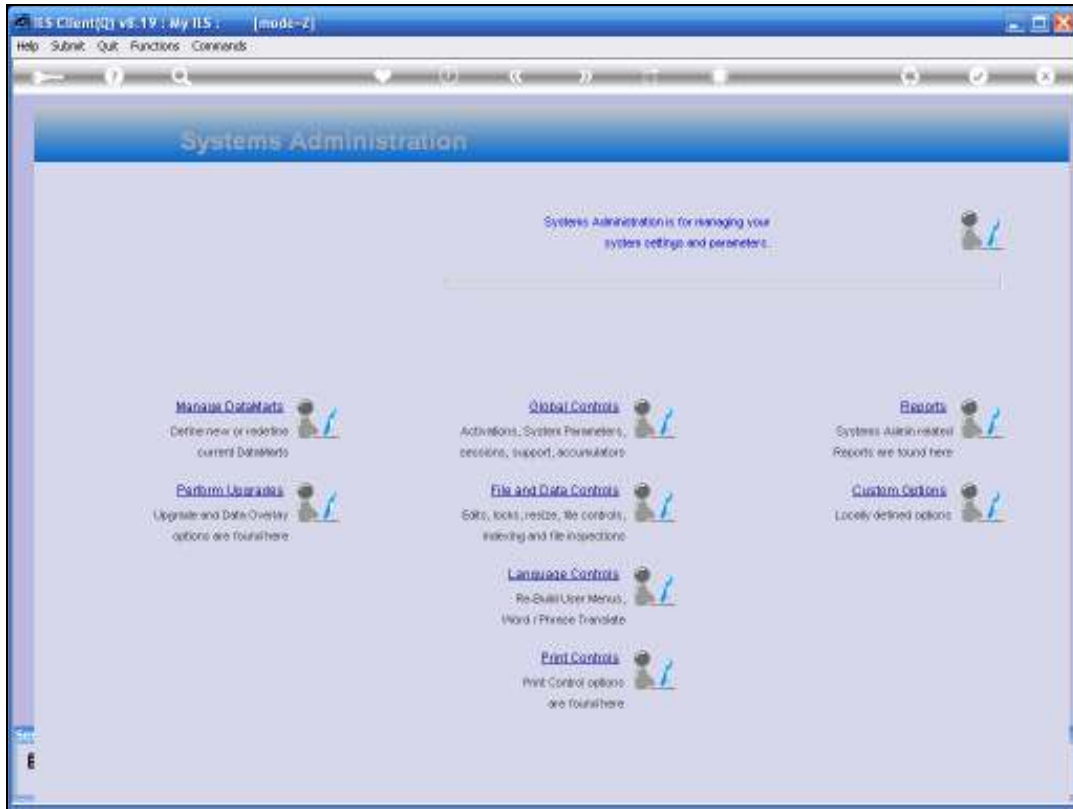 IES Client(Q) v8.19 : My IES : [mode-2]
Help Submit Quit Functions Commands
Systems Administration
Systems Administration is for managing your
system settings and parameters.
Manage DataMarts
Define new or redefine
current DataMarts
Perform Upgrades
Upgrade and Data Overlay
options are found here
Global Controls
Activations, System Parameters,
sessions, support, accumulators
File and Data Controls
Edits, locks, resize, file controls,
indexing and file inspections
Language Controls
Re-Build User Menus,
Word / Phrase Translate
Print Controls
Print Control options
are found here
Reports
Systems Admin related
Reports are found here
Custom Options
Locally defined options